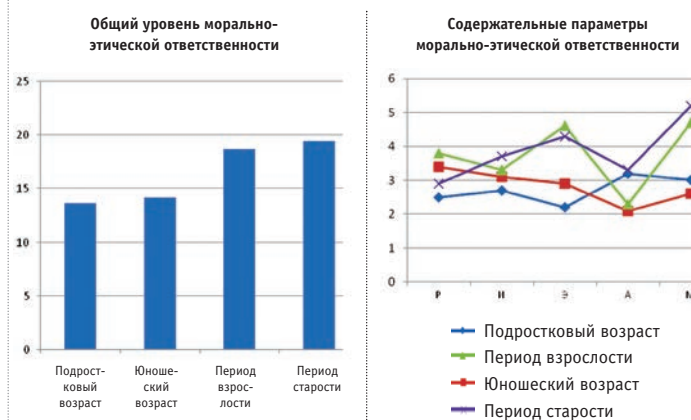 Общий уровень морально-
этической ответственности
25
20
15
10
5
0
Подрост-
ковый
возраст
Юноше-
ский
возраст
Период
взрос-
лости
Период
старости
Содержательные параметры
морально-этической ответственности
6
5
4
3
2
1
0
Р И Э А
Подростковый возраст
Период взрослости
Юношеский возраст
Период старости